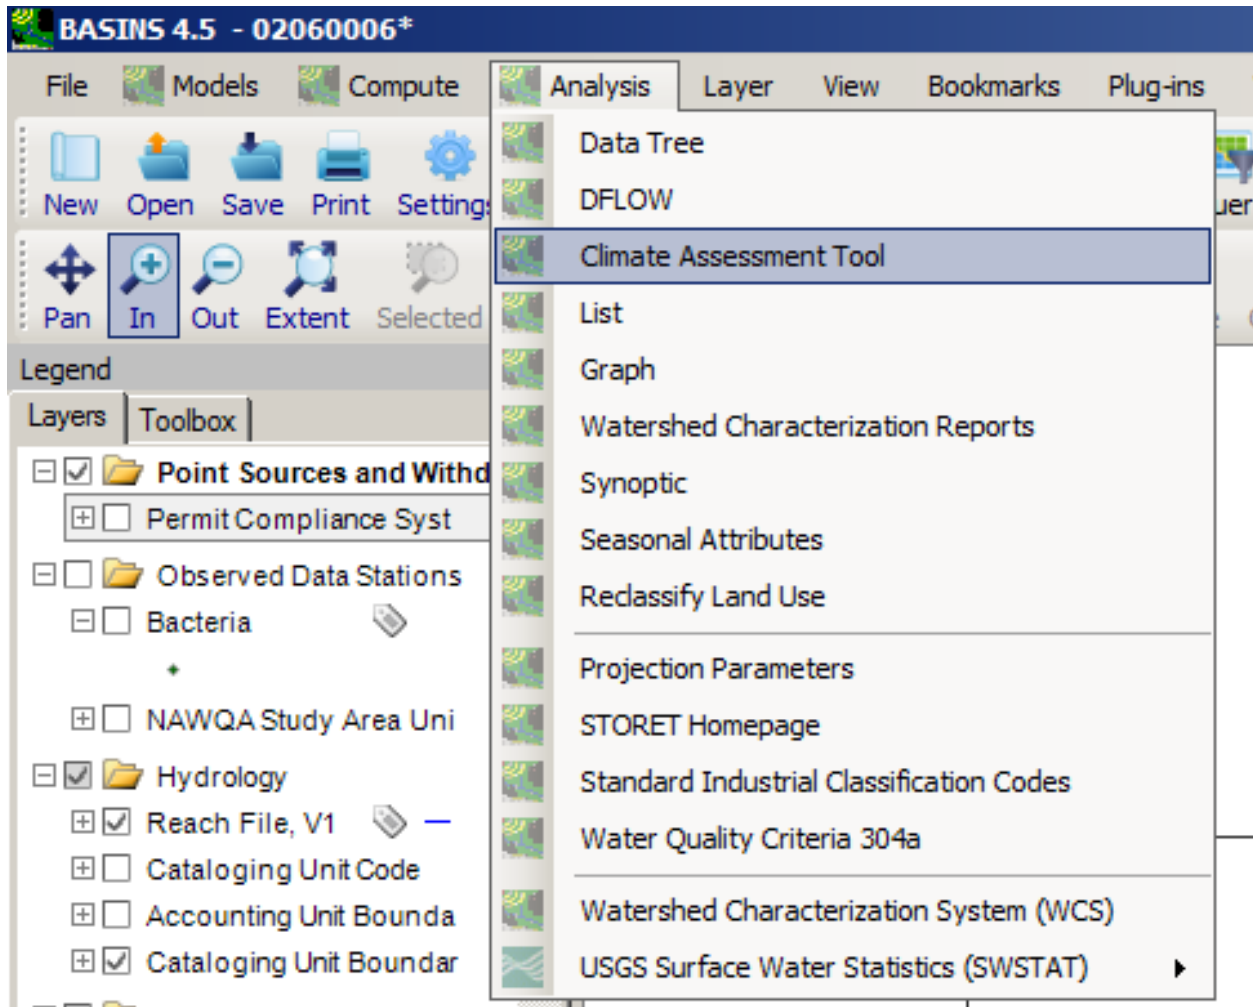 BASINS 4.5 - 02060006*
File Models Compute Analysis Layer View Bookmarks Plug-ins
New Open Save Print Settings
Pan In Out Extent Selected
Data Tree
DFLOW
Climate Assessment Tool
List
Graph
Watershed Characterization Reports
Synoptic
Seasonal Attributes
Reclassify Land Use
Projection Parameters
STORET Homepage
Standard Industrial Classification Codes
Water Quality Criteria 304a
Watershed Characterization System (WCS)
USGS Surface Water Statistics (SWSTAT)
Legend
Layers Toolbox
Point Sources and Withd
Permit Compliance Syst
Observed Data Stations
Bacteria
NAWQA Study Area Uni
Hydrology
Reach File, V1
Cataloging Unit Code
Accounting Unit Bounda
Cataloging Unit Boundar